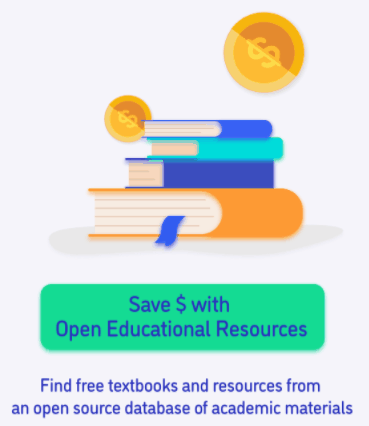 Save $ with
Open Educational Resources
Find free textbooks and resources from
an open source database of academic materials